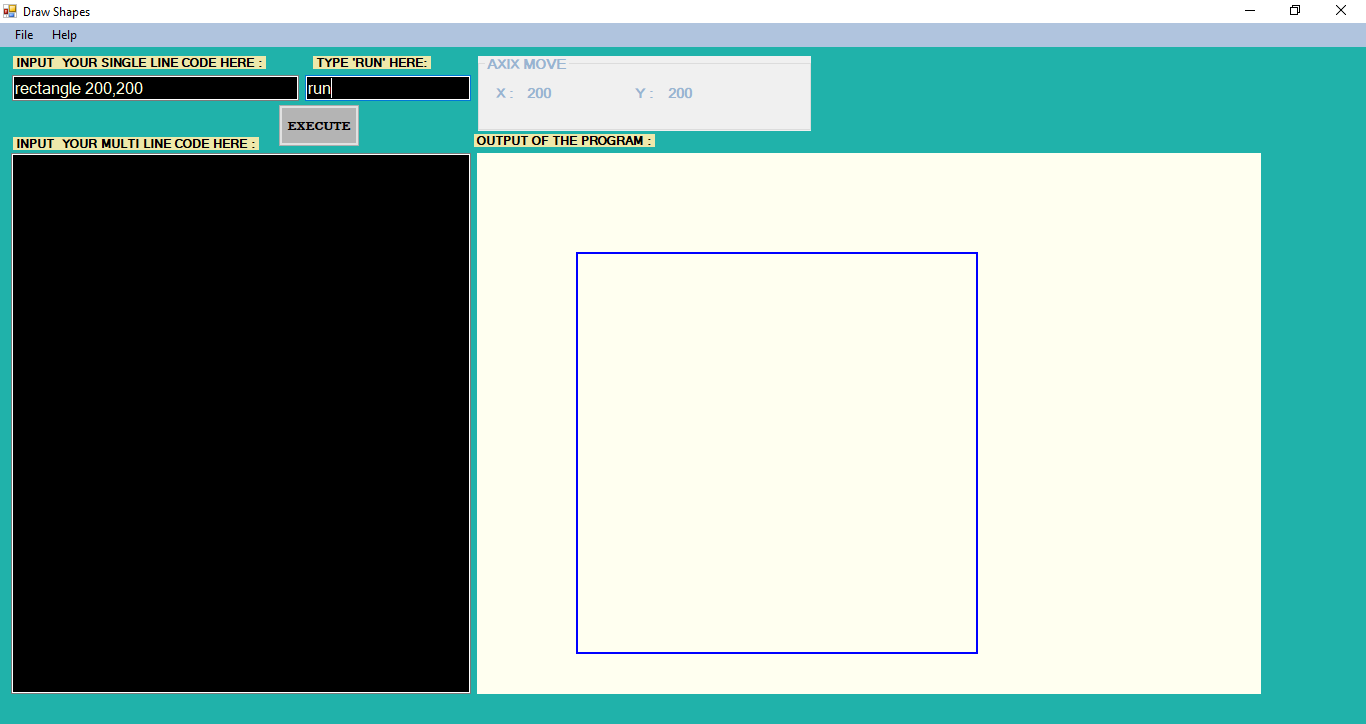 Draw Shapes
File Help
INPUT YOUR SINGLE LINE CODE HERE :
TYPE 'RUN' HERE:
rectangle 200,200
run
EXECUTE
AXIX MOVE
X : 200 Y : 200
INPUT YOUR MULTI LINE CODE HERE :
OUTPUT OF THE PROGRAM :